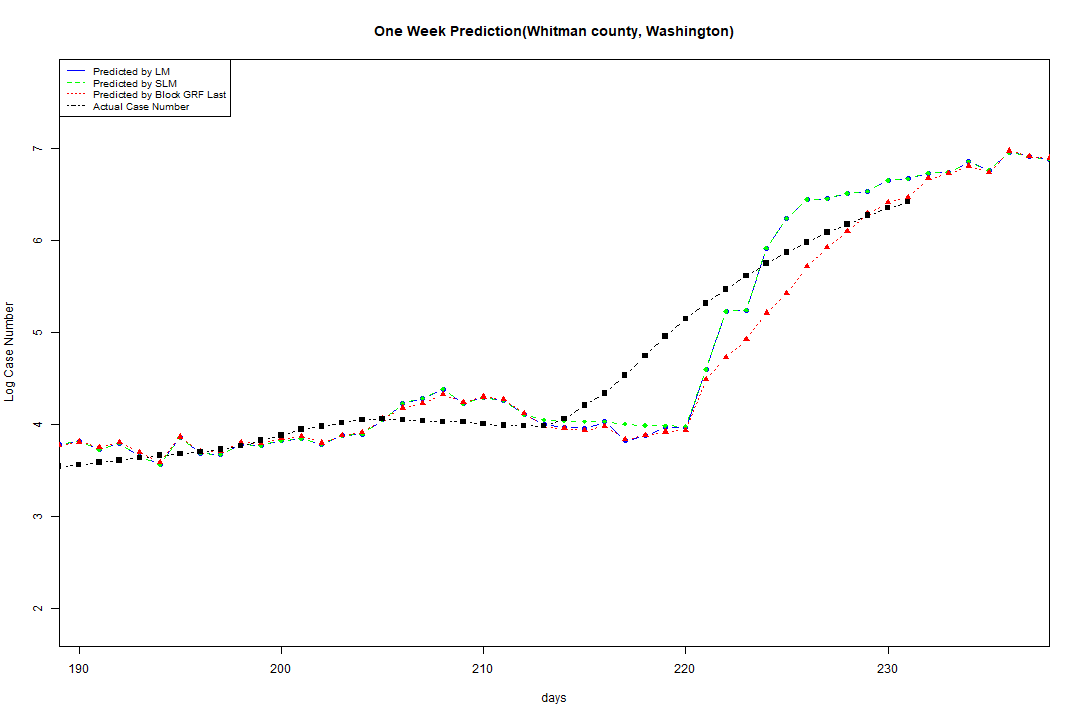 One Week Prediction(Whitman county, Washington)
Predicted by LM
Predicted by SLM
Predicted by Block GRF Last
Actual Case Number
7
6
5
4
3
2
Log Case Number
190 200 210 220 230
days